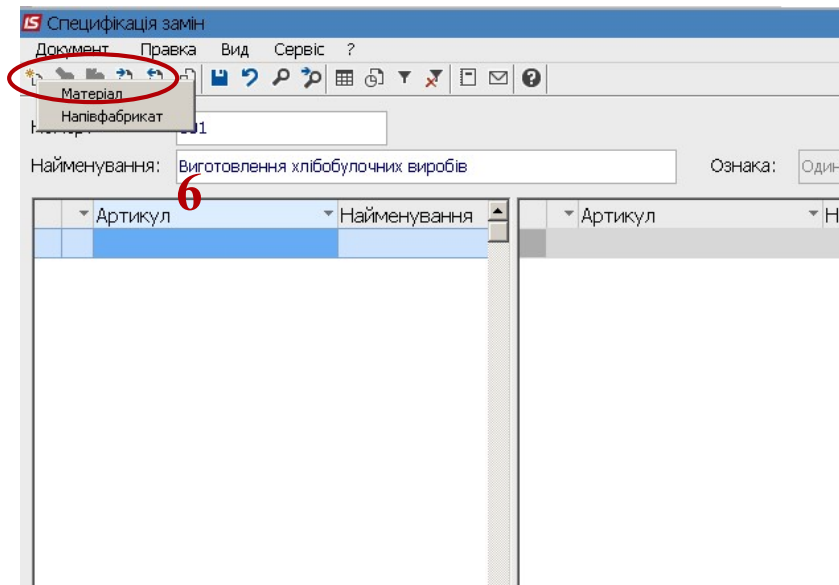 IS Специфікація замін
Документ Правка Вид Сервіс ?
Матеріал
Напівфабрикат
Найменування: Виготовлення хлібобулочних виробів Ознака: Один
6
Артикул Найменування Артикул Н